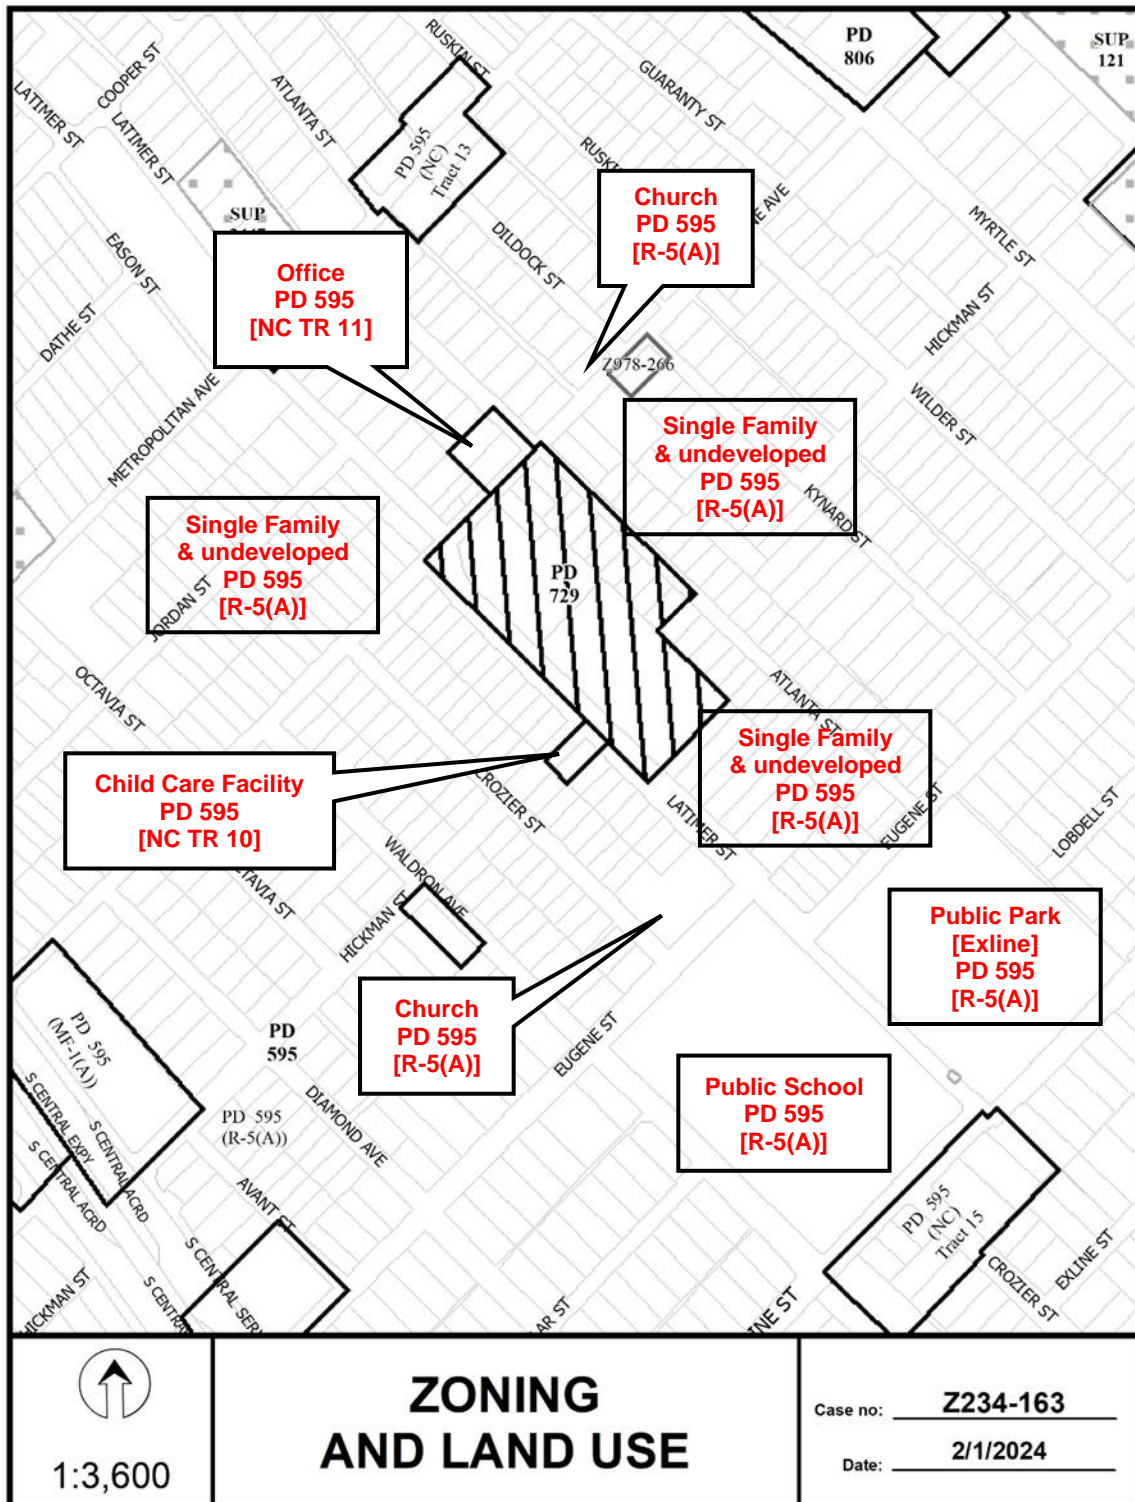 RUSKIN ST
PD
806
SUP
121
COOPER ST
LATIMER ST
LATIMER ST
ATLANTA ST
GUARANTY ST
PD 595
(NC)
Tract 13
Church
PD 595
[R-5(A)]
AVE
MYRTLE ST
SUP
EASON ST
DILDOCK ST
Office
PD 595
[NC TR 11]
DATHE ST
HICKMAN ST
Z978-266
METROPOLITAN AVE
WILDER ST
Single Family
& undeveloped
PD 595
[R-5(A)]
KYNARD ST
Single Family
& undeveloped
PD 595
[R-5(A)]
JORDAN ST
PD
729
OCTAVIA ST
ATLANTA ST
Single Family
& undeveloped
PD 595
[R-5(A)]
Child Care Facility
PD 595
[NC TR 10]
CROZIER ST
LATIMER ST
EUGENE ST
LOBDELL ST
WALDRON AVE
ST
HICKMAN
Public Park
[Exline]
PD 595
[R-5(A)]
Church
PD 595
[R-5(A)]
EUGENE ST
PD 595
(MF-1(A))
PD
595
PD 595
(R-5(A))
DIAMOND AVE
Public School
PD 595
[R-5(A)]
S CENTRAL EXPY
S CENTRAL ACRD
S CENTRAL ACRD
AVANT ST
PD 595
(NC)
Tract 15
S CENTRAL
S CENTRAL
HICKMAN ST
CROZIER ST
EXLINE ST
ST
ST
1:3,600
ZONING
AND LAND USE
Case no: Z234-163
Date: 2/1/2024